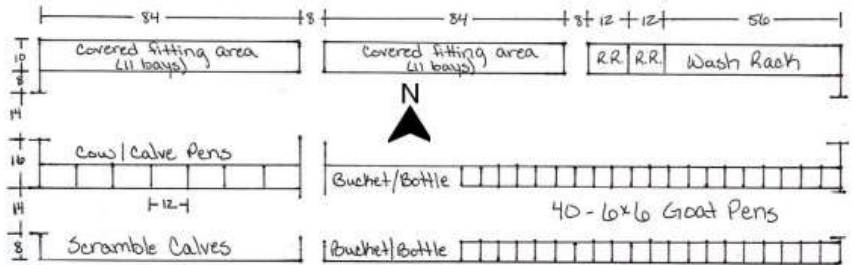 84 8 84 8 12 12 56
10
Covered fitting area
(11 bays)
Covered fitting area
(11 bays)
R.R.
R.R.
Wash Rack
8
14
N
16
Cow/Calve Pens
Bucket/Bottle
14
12
40-6x6 Goat Pens
8
Scramble Calves
Bucket/Bottle